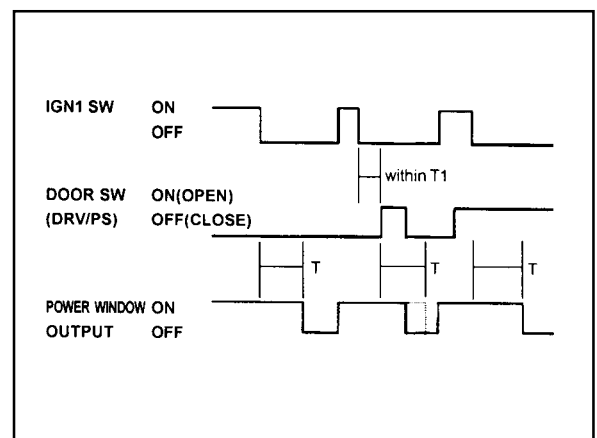 IGN1 SW ON
OFF
within T1
DOOR SW ON(OPEN)
(DRV/PS) OFF(CLOSE)
T T T
POWER WINDOW ON
OUTPUT OFF